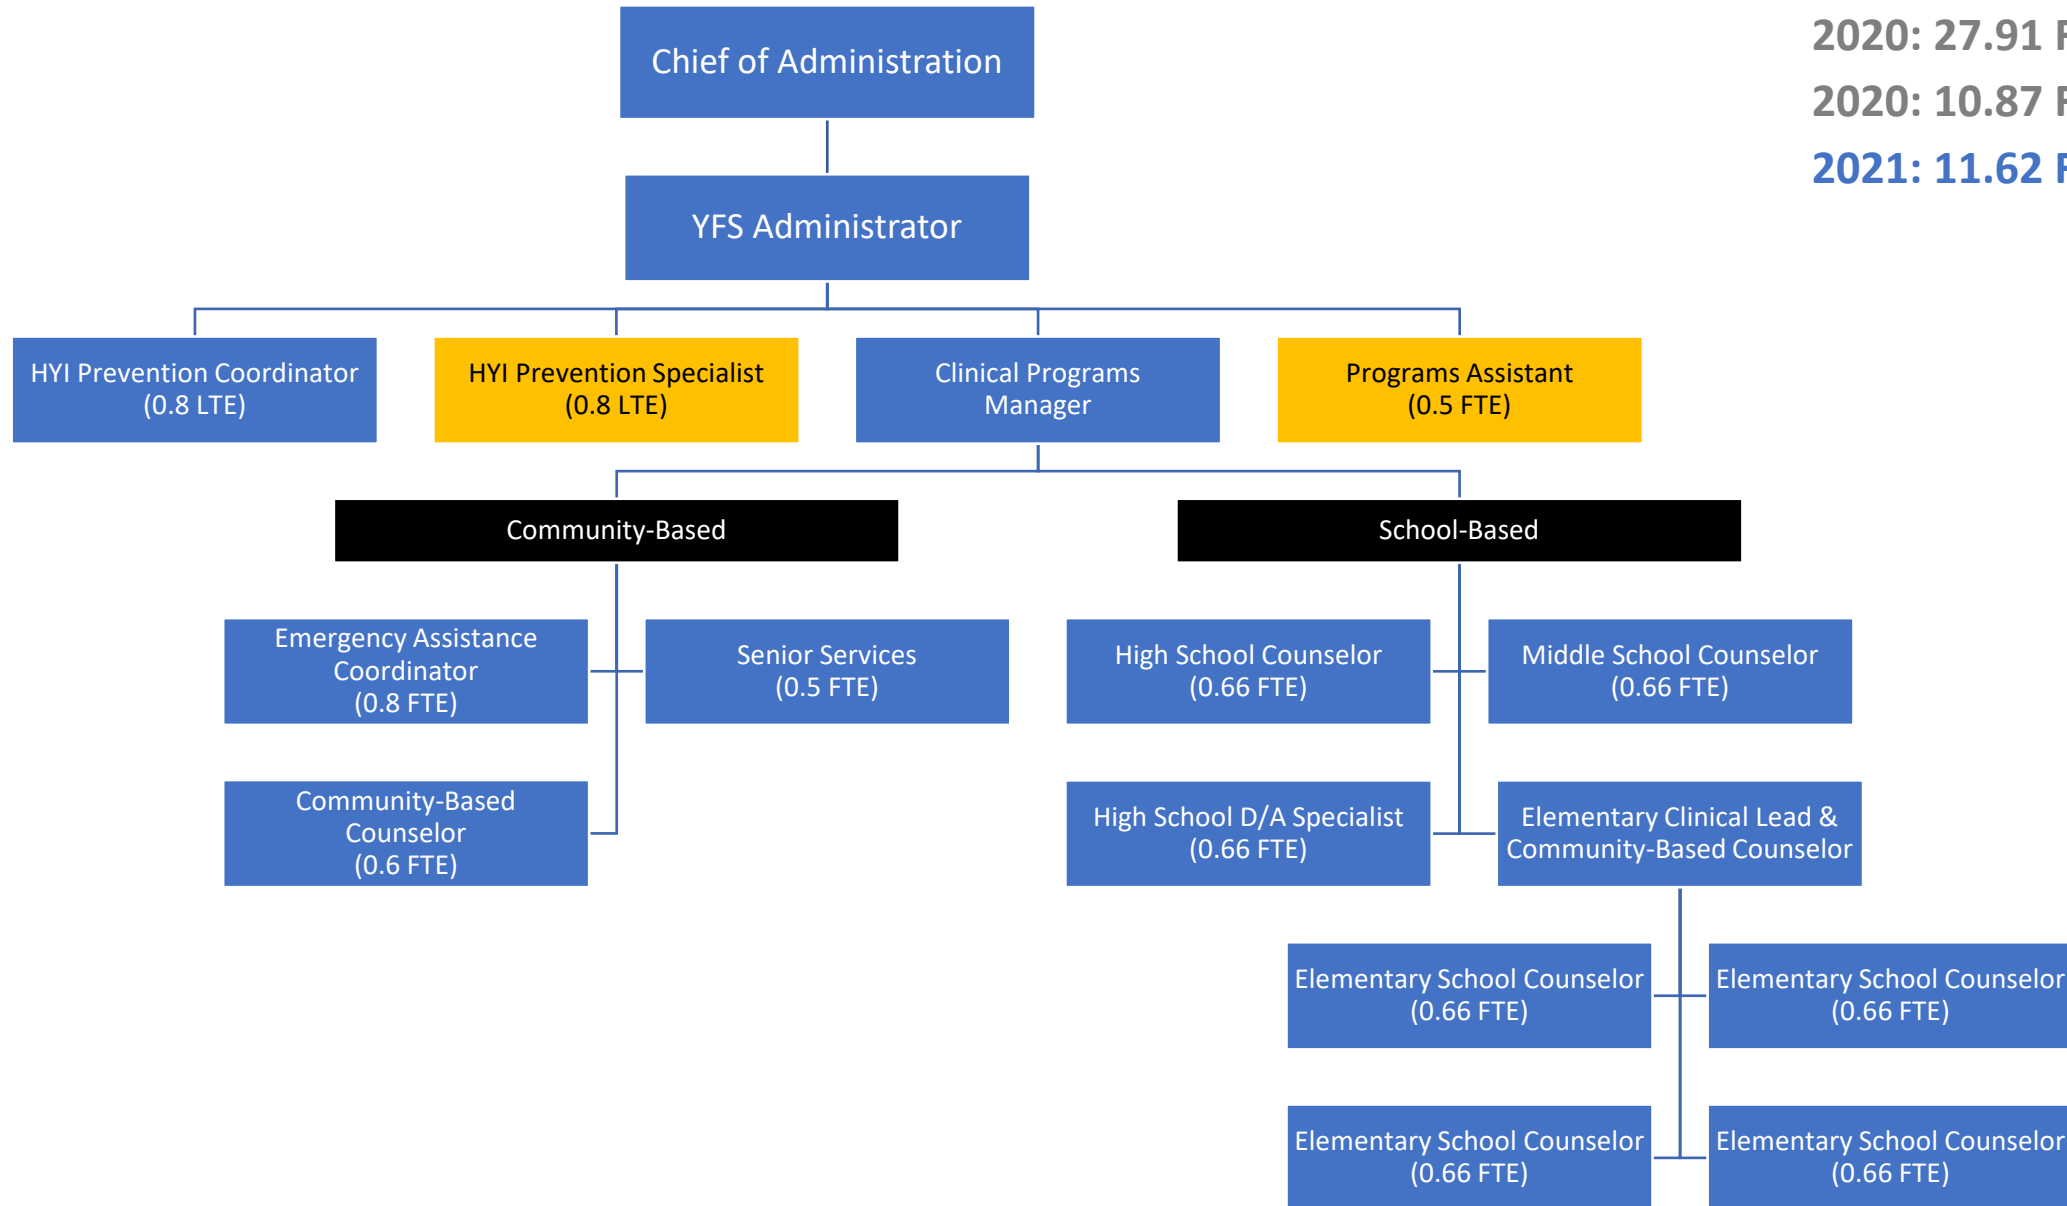 2020: 27.91
2020: 10.87
2021: 11.62
Chief of Administration
YFS Administrator
HYI Prevention Coordinator
(0.8 LTE)
HYI Prevention Specialist
(0.8 LTE)
Clinical Programs
Manager
Programs Assistant
(0.5 FTE)
Community-Based
School-Based
Emergency Assistance
Coordinator
(0.8 FTE)
Senior Services
(0.5 FTE)
High School Counselor
(0.66 FTE)
Middle School Counselor
(0.66 FTE)
Community-Based
Counselor
(0.6 FTE)
High School D/A Specialist
(0.66 FTE)
Elementary Clinical Lead &
Community-Based Counselor
Elementary School Counselor
(0.66 FTE)
Elementary School Counselor
(0.66 FTE)
Elementary School Counselor
(0.66 FTE)
Elementary School Counselor
(0.66 FTE)